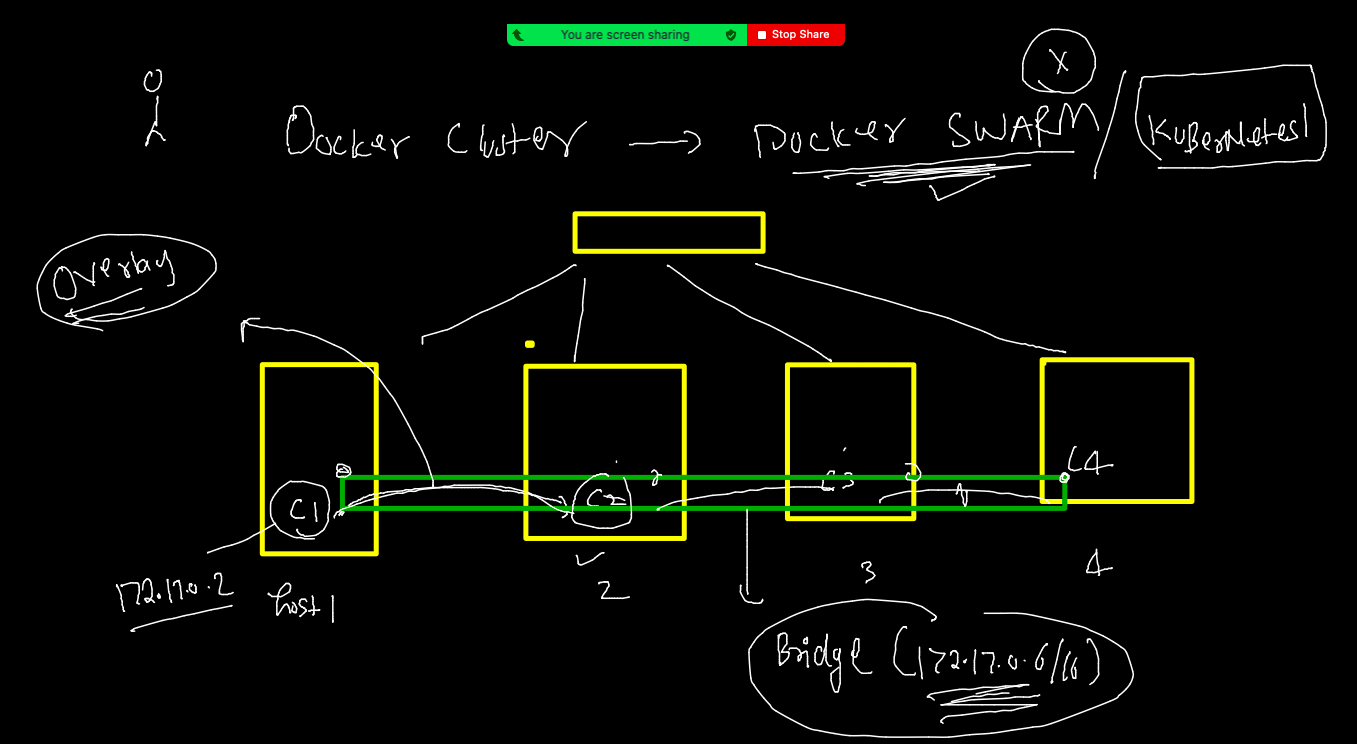 You are screen sharing Stop Share
X
Docker Cluster → Docker SWARM / KuBerNetes
Overlay
C4
C3
C1
C2
172.17.0.2
host 1
2
3
4
Bridge (172.17.0.0/16)